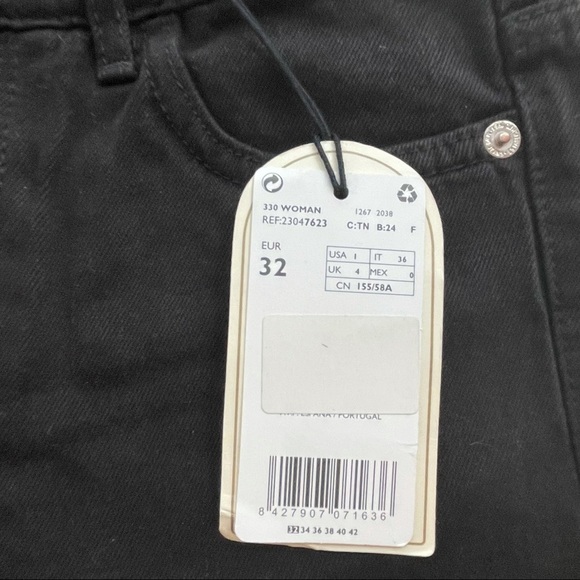 330 WOMAN
1267 2038
REF:23047623
C:TN B:24 F
EUR
32
USA 1 IT 36
UK 4 MEX 0
CN 155/58A
PORTUGAL
8 427907 071636
32 34 36 38 40 42